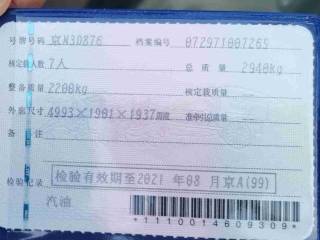 号牌号码 京N3D876 档案编号 072971007265
核定载人数 7人 总质量 2940kg
整备质量 2200kg 核定载质量 --
外廓尺寸 4993×1901×1937mm 准牵引总质量 --
备注
检验记录 检验有效期至2021年08月京A(99)
汽油
*1110014609309*